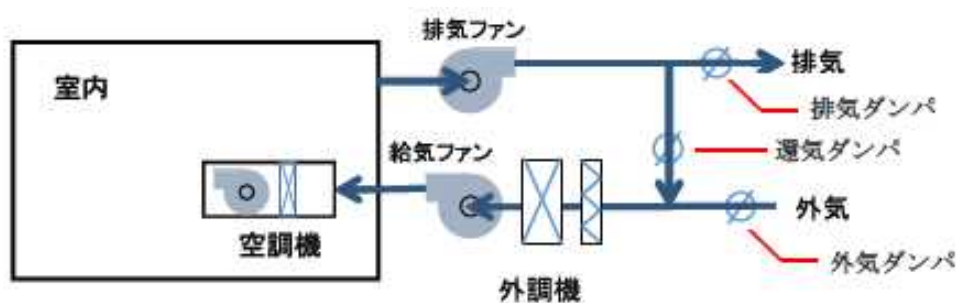 排気ファン
室内
排気
排気ダンパ
給気ファン
還気ダンパ
外気
空調機
外気ダンパ
外調機